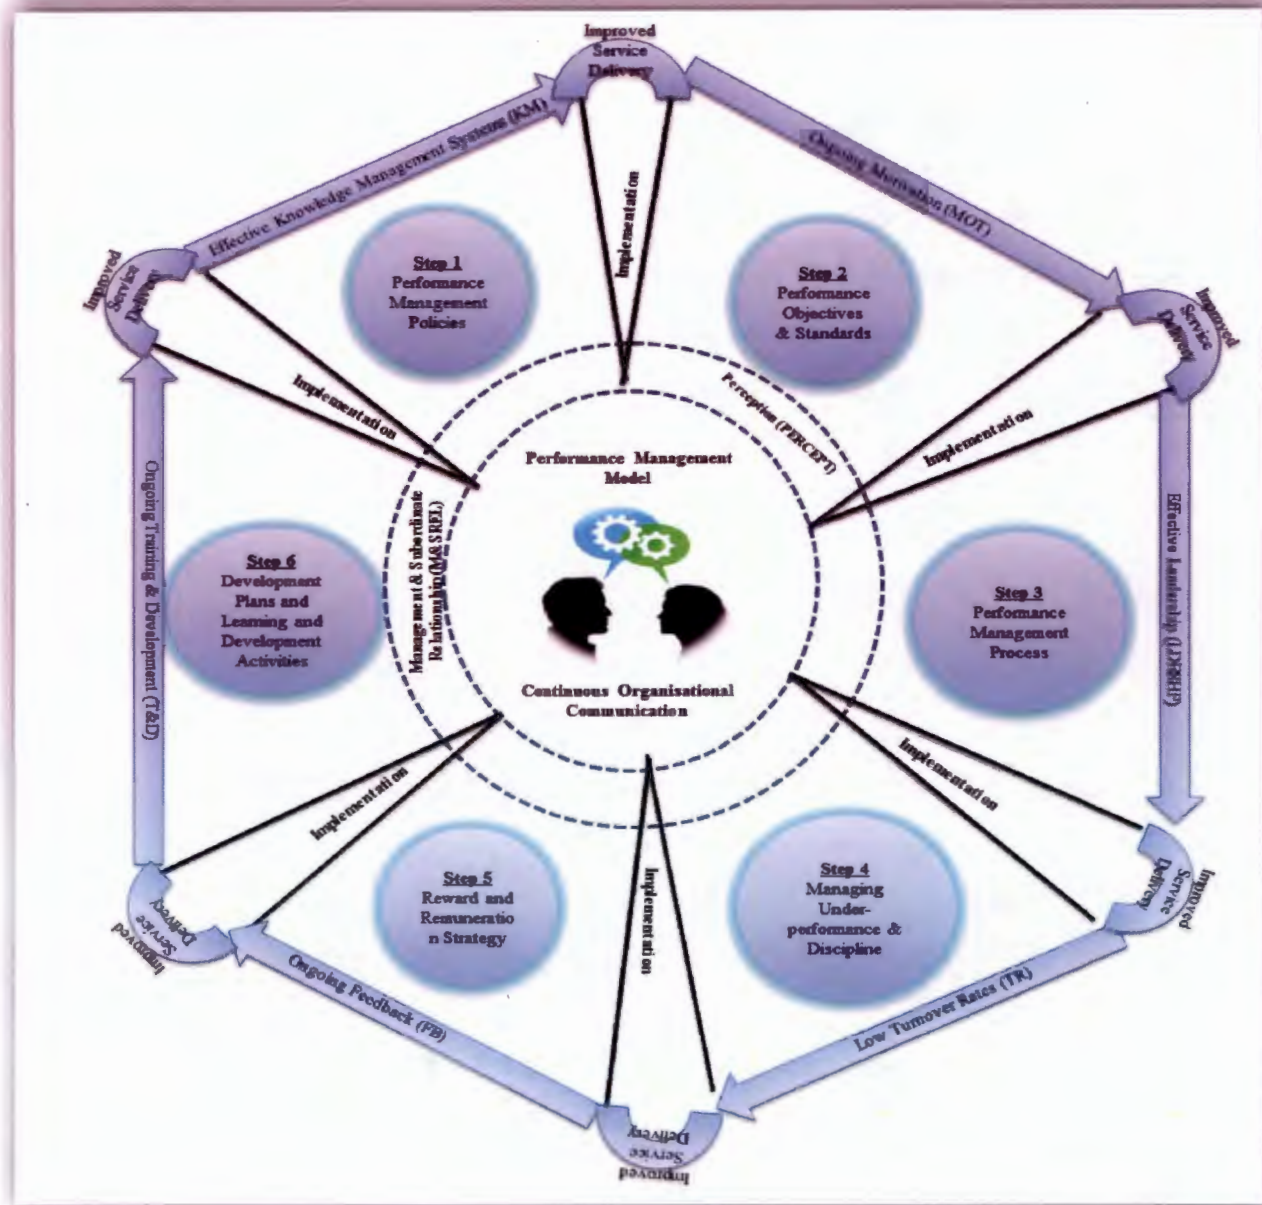 Improved
Service
Delivery
Effective Knowledge Management Systems (KM)
Ongoing Motivation (MOT)
Improved
Service
Delivery
Improved
Service
Delivery
Implementation
Step 1
Performance
Management
Policies
Step 2
Performance
Objectives
& Standards
Implementation
Implementation
Perception (PERCEPT)
Performance Management
Model
Ongoing Training & Development (T&D)
Management & Subordinate
Relationship (M&SREL)
Effective Leadership
Step 6
Development
Plans and
Learning and
Development
Activities
Step 3
Performance
Management
Process
Continuous Organisational
Communication
Implementation
Implementation
Implementation
Step 5
Reward and
Remuneratio
n Strategy
Step 4
Managing
Under-
performance &
Discipline
Improved
Service
Delivery
Improved
Service
Delivery
Ongoing Feedback (FB)
Low Turnover Rates (TR)
Improved
Service
Delivery